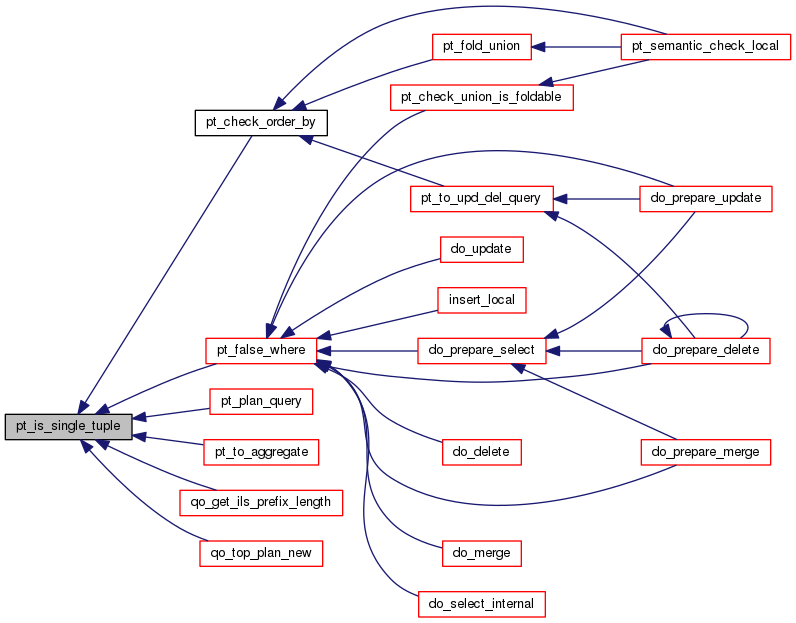 pt_fold_union
pt_semantic_check_local
pt_check_union_is_foldable
pt_check_order_by
pt_to_upd_del_query
do_prepare_update
do_update
insert_local
pt_false_where
do_prepare_select
do_prepare_delete
pt_plan_query
pt_is_single_tuple
pt_to_aggregate
do_delete
do_prepare_merge
qo_get_ils_prefix_length
qo_top_plan_new
do_merge
do_select_internal